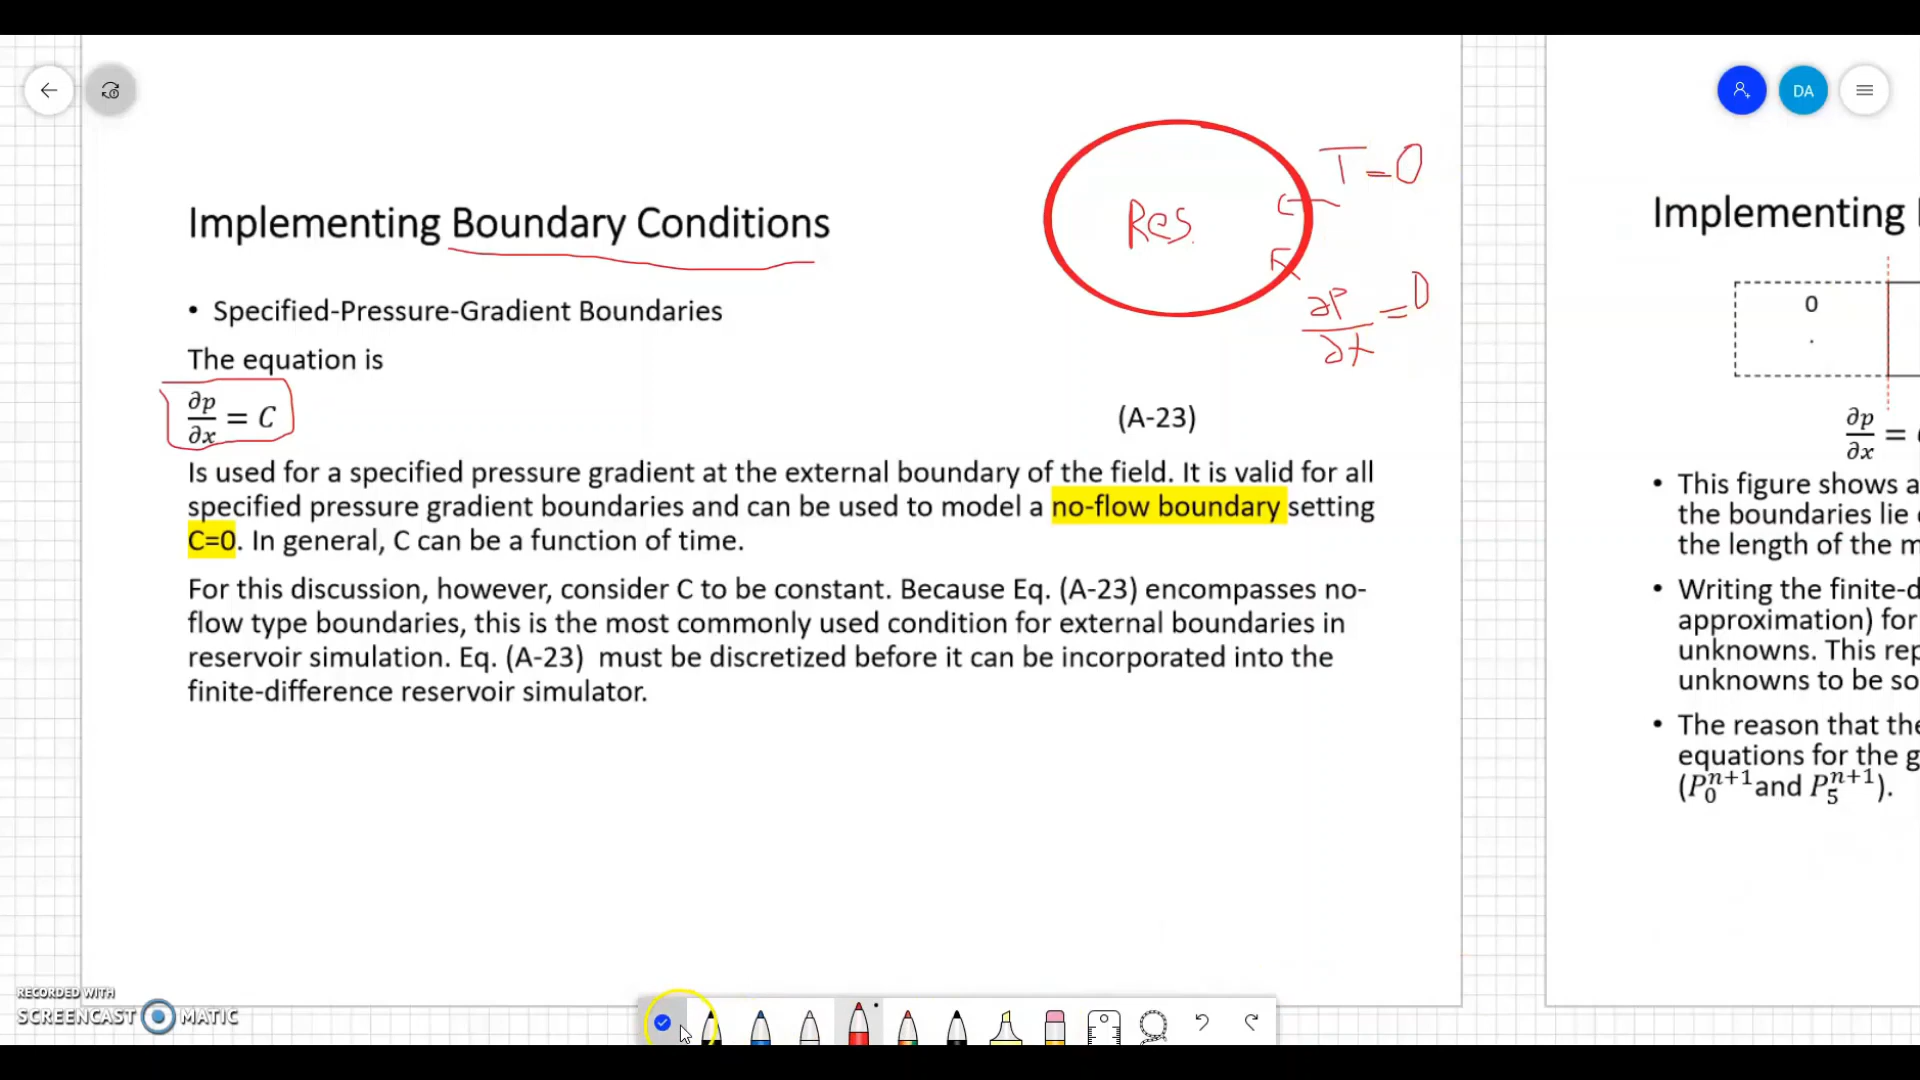 DA
T=0
Res.
∂P/∂x = 0
Implementing Boundary Conditions
• Specified-Pressure-Gradient Boundaries
The equation is
∂p/∂x = C (A-23)
Is used for a specified pressure gradient at the external boundary of the field. It is valid for all
specified pressure gradient boundaries and can be used to model a no-flow boundary setting
C=0. In general, C can be a function of time.
For this discussion, however, consider C to be constant. Because Eq. (A-23) encompasses no-
flow type boundaries, this is the most commonly used condition for external boundaries in
reservoir simulation. Eq. (A-23) must be discretized before it can be incorporated into the
finite-difference reservoir simulator.
Implementing
0
∂p/∂x =
• This figure shows a
the boundaries lie
the length of the
• Writing the finite-d
approximation) for
unknowns. This rep
unknowns to be so
• The reason that the
equations for the g
(P_0^{n+1} and P_5^{n+1}).
RECORDED WITH
SCREENCAST MATIC